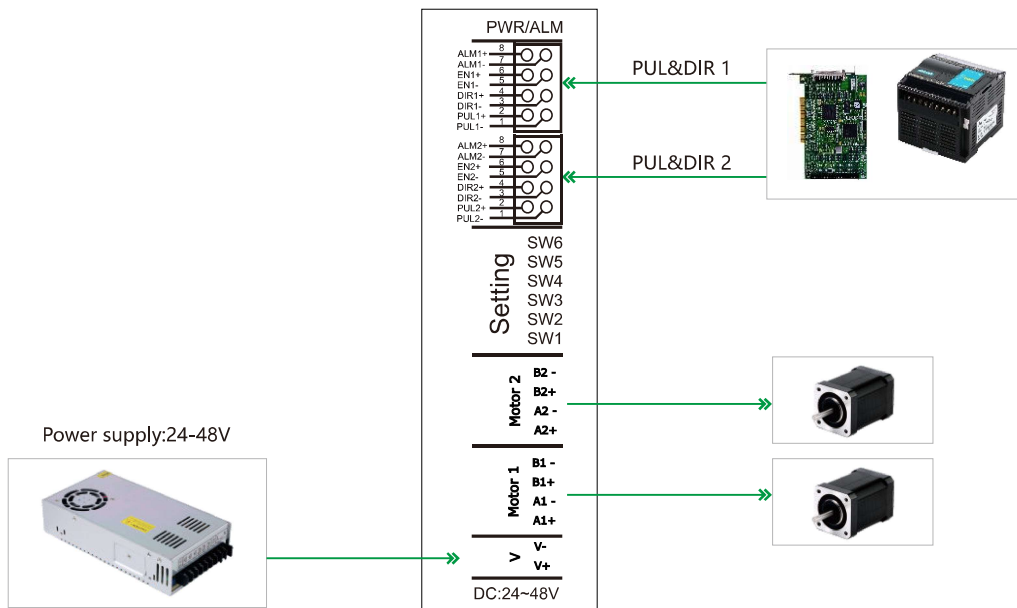 PWR/ALM
ALM1+ 8
ALM1- 7
EN1+ 6
EN1- 5
DIR1+ 4
DIR1- 3
PUL1+ 2
PUL1- 1
PUL&DIR 1
ALM2+ 8
ALM2- 7
EN2+ 6
EN2- 5
DIR2+ 4
DIR2- 3
PUL2+ 2
PUL2- 1
PUL&DIR 2
Setting
SW6
SW5
SW4
SW3
SW2
SW1
Motor 2
B2 -
B2+
A2 -
A2+
Power supply:24-48V
Motor 1
B1 -
B1+
A1 -
A1+
V
V-
V+
DC:24~48V